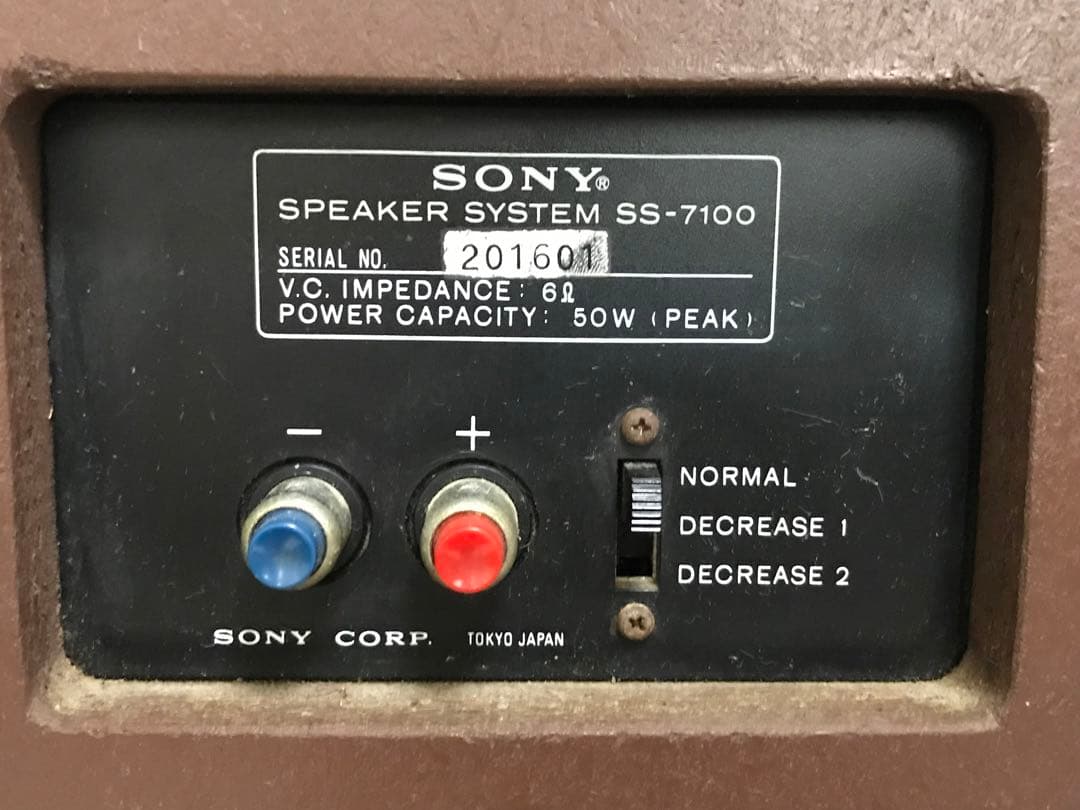 SONY®
SPEAKER SYSTEM SS-7100
SERIAL NO. 201601
V.C. IMPEDANCE: 6Ω
POWER CAPACITY: 50W (PEAK)
− +
NORMAL
DECREASE 1
DECREASE 2
SONY CORP. TOKYO JAPAN